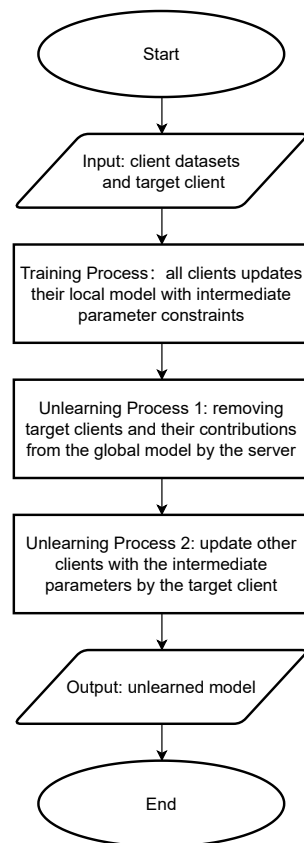 Start
Input: client datasets
and target client
Training Process： all clients updates
their local model with intermediate
parameter constraints
Unlearning Process 1: removing
target clients and their contributions
from the global model by the server
Unlearning Process 2: update other
clients with the intermediate
parameters by the target client
Output: unlearned model
End